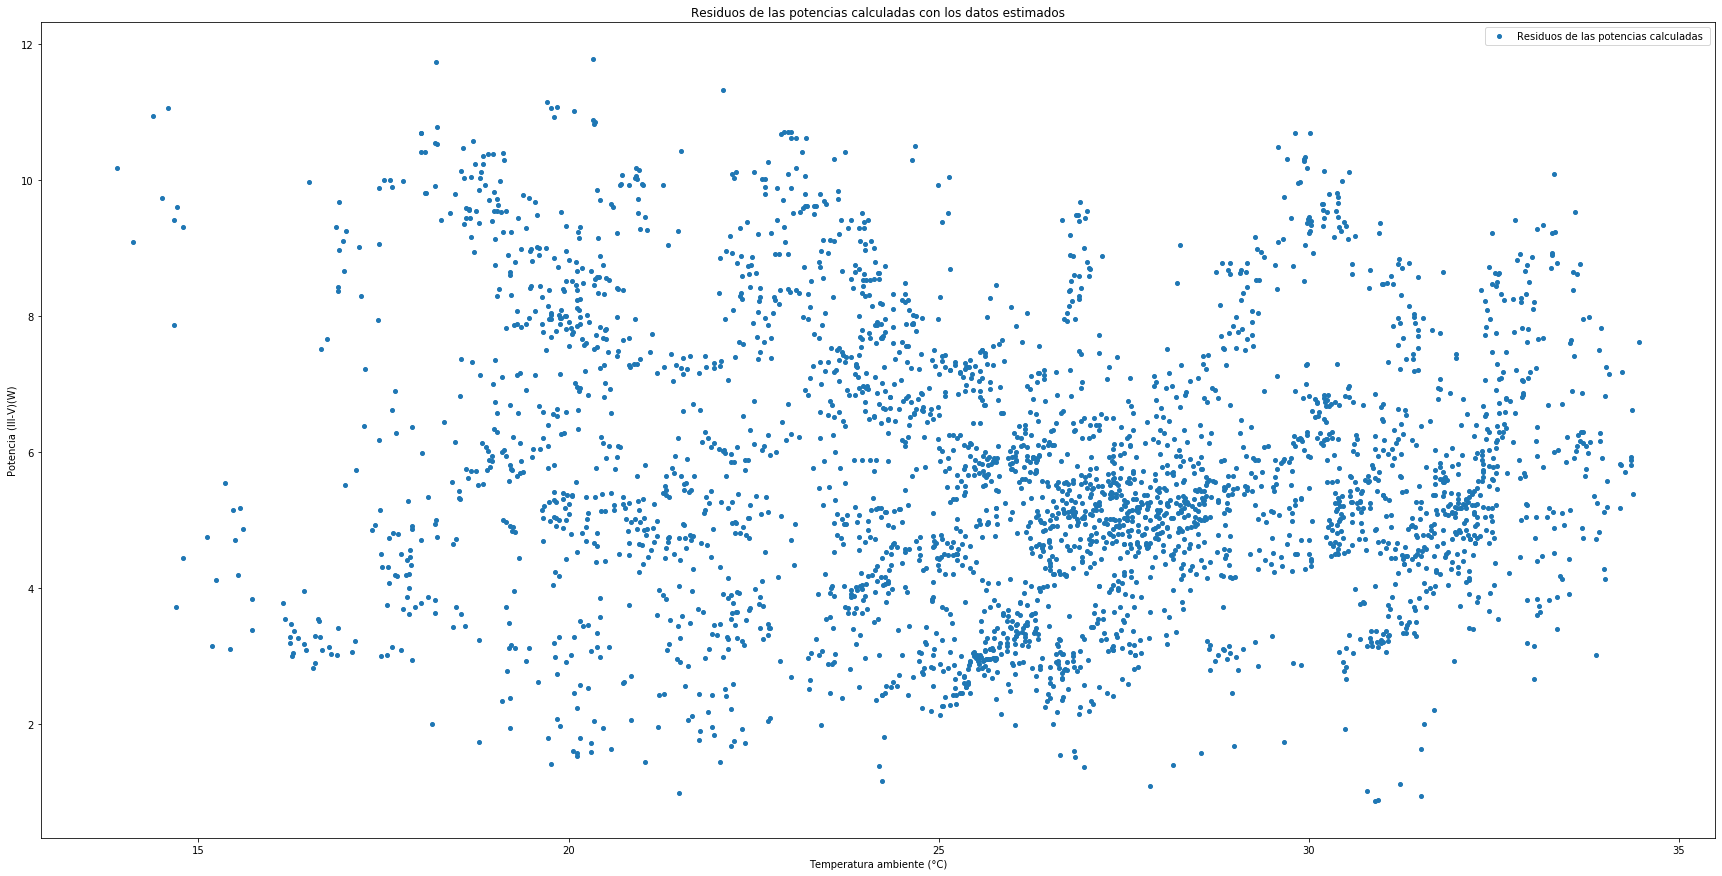 Residuos de las potencias calculadas con los datos estimados
Residuos de las potencias calculadas
12
10
8
6
4
2
Potencia (III-V)(W)
15
20
25
30
35
Temperatura ambiente (°C)